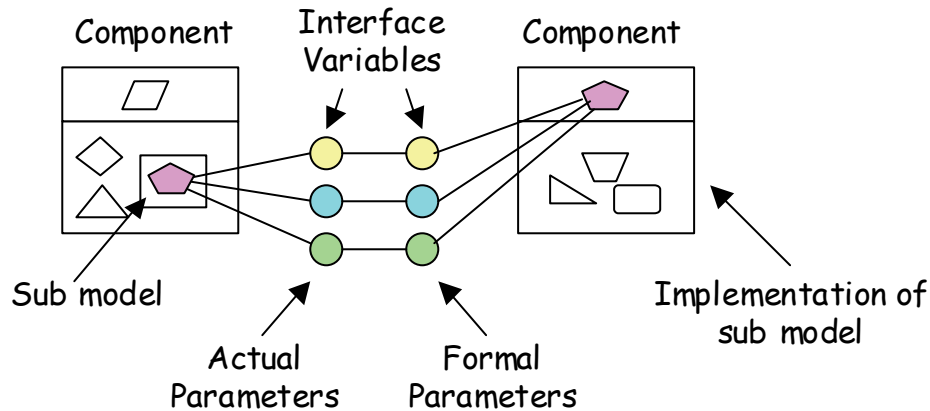 Component
Interface
Variables
Component
Sub model
Implementation of
sub model
Actual
Parameters
Formal
Parameters